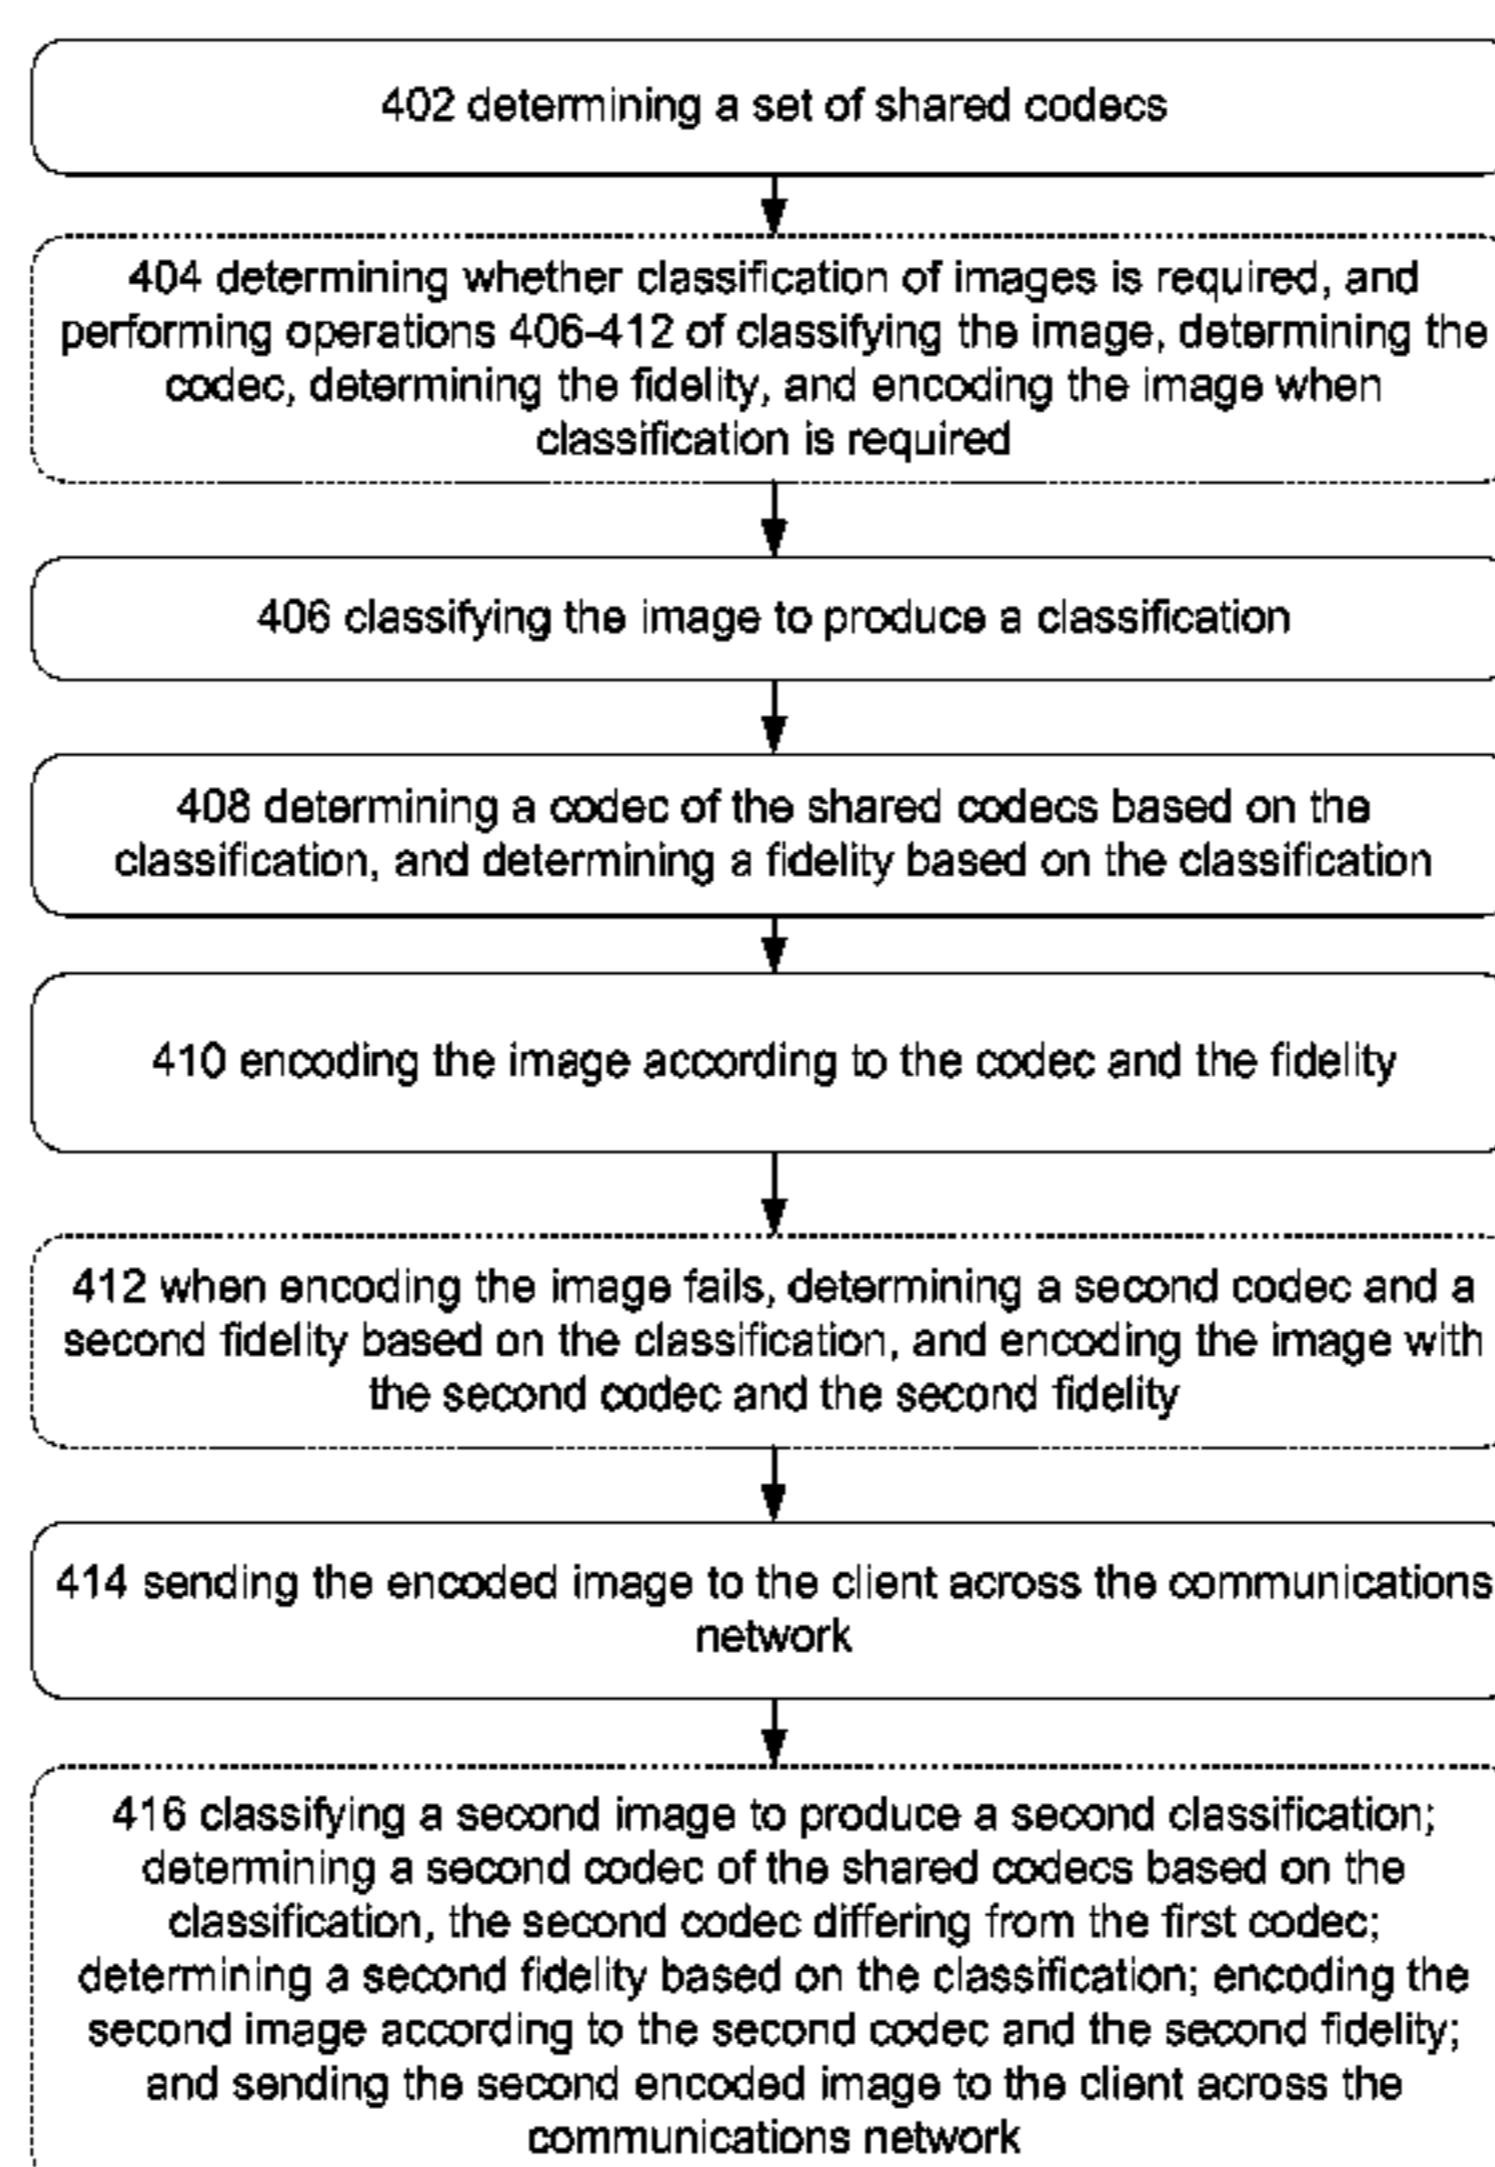 402 determining a set of shared codecs
404 determining whether classification of images is required, and
performing operations 406-412 of classifying the image, determining the
codec, determining the fidelity, and encoding the image when
classification is required
406 classifying the image to produce a classification
408 determining a codec of the shared codecs based on the
classification, and determining a fidelity based on the classification
410 encoding the image according to the codec and the fidelity
412 when encoding the image fails, determining a second codec and a
second fidelity based on the classification, and encoding the image with
the second codec and the second fidelity
414 sending the encoded image to the client across the communications
network
416 classifying a second image to produce a second classification;
determining a second codec of the shared codecs based on the
classification, the second codec differing from the first codec;
determining a second fidelity based on the classification; encoding the
second image according to the second codec and the second fidelity;
and sending the second encoded image to the client across the
communications network